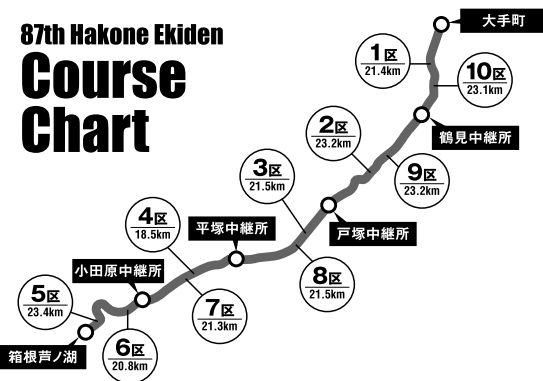 87th Hakone Ekiden
Course
Chart
大手町
1区
21.4km
10区
23.1km
鶴見中継所
2区
23.2km
9区
23.2km
3区
21.5km
戸塚中継所
4区
18.5km
平塚中継所
8区
21.5km
小田原中継所
7区
21.3km
5区
23.4km
6区
20.8km
箱根芦ノ湖